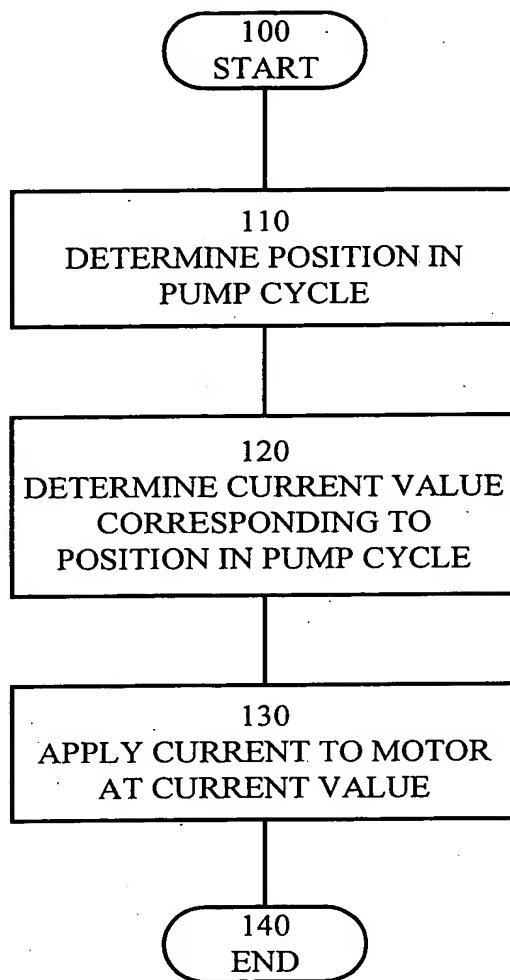 100
START
110
DETERMINE POSITION IN
PUMP CYCLE
120
DETERMINE CURRENT VALUE
CORRESPONDING TO
POSITION IN PUMP CYCLE
130
APPLY CURRENT TO MOTOR
AT CURRENT VALUE
140
END